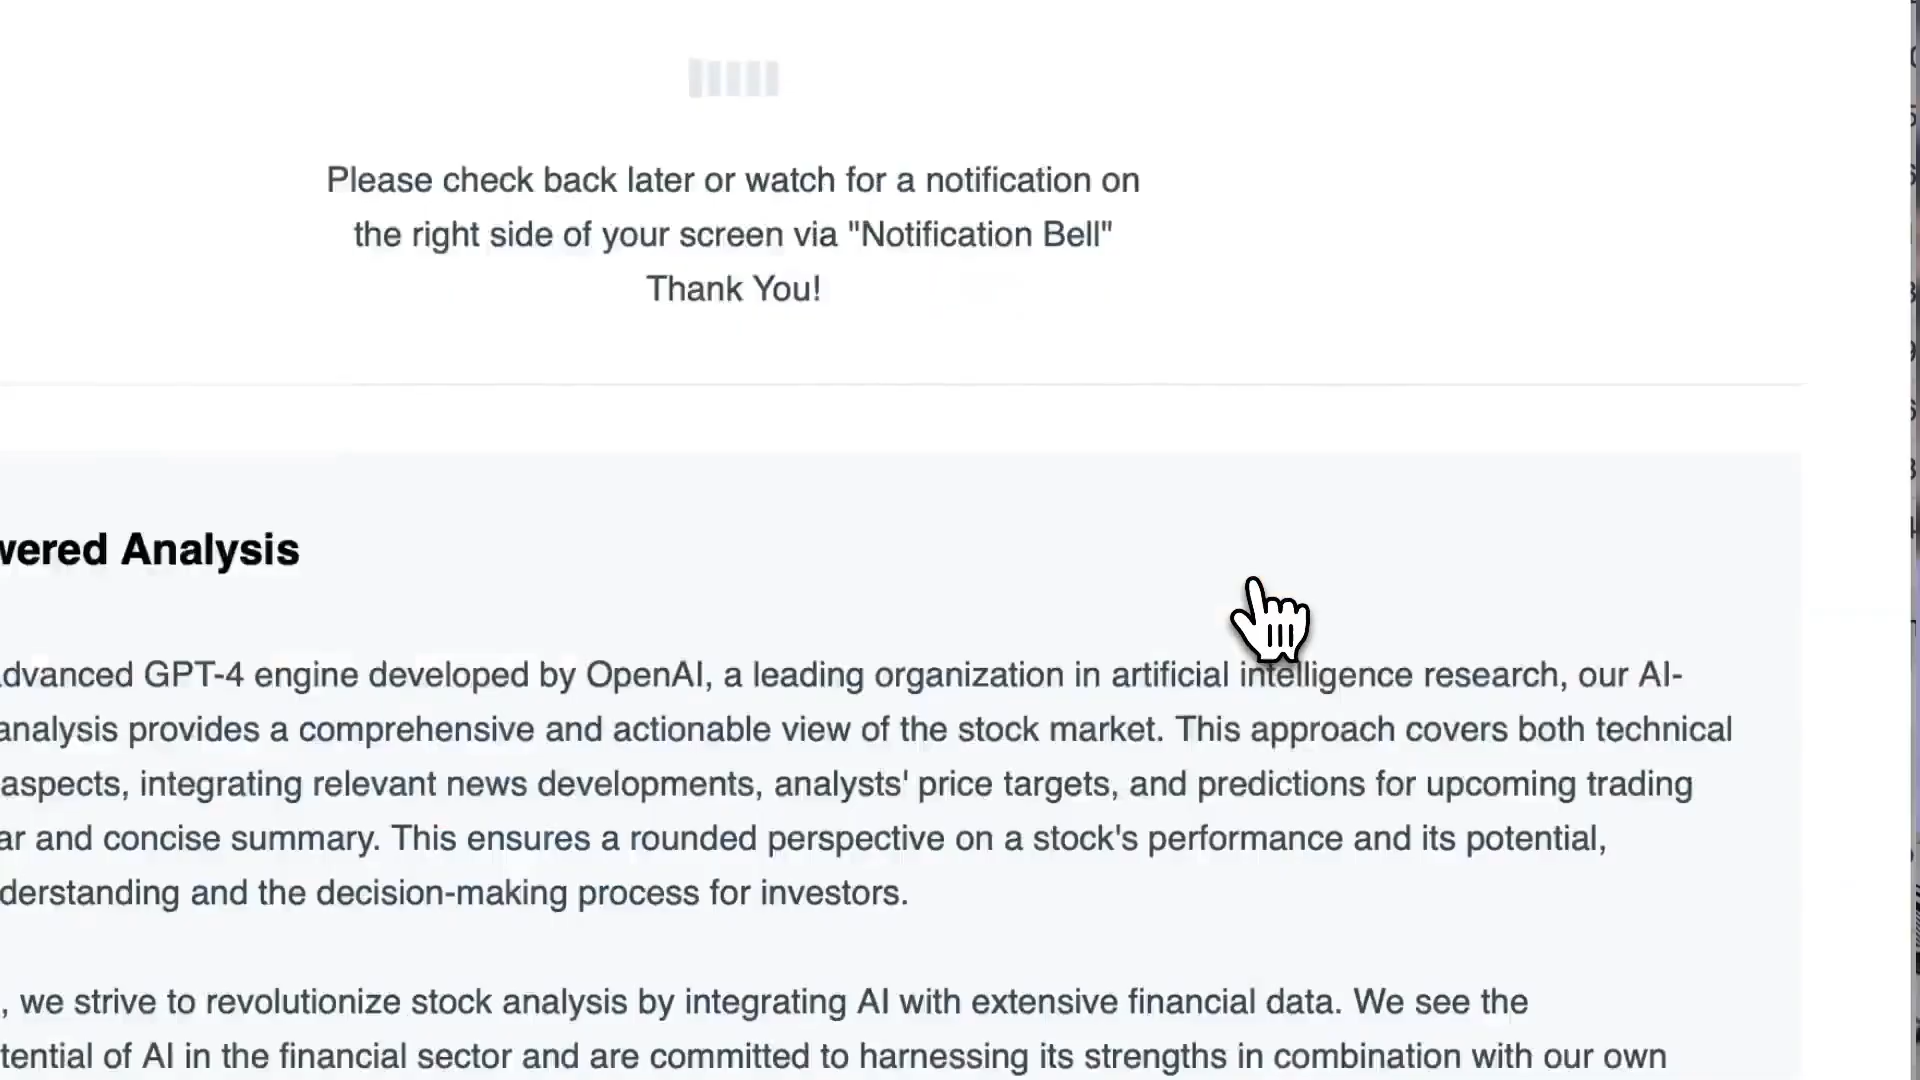 Please check back later or watch for a notification on
the right side of your screen via "Notification Bell"
Thank You!
wered Analysis
dvanced GPT-4 engine developed by OpenAI, a leading organization in artificial intelligence research, our AI-
analysis provides a comprehensive and actionable view of the stock market. This approach covers both technical
aspects, integrating relevant news developments, analysts' price targets, and predictions for upcoming trading
ar and concise summary. This ensures a rounded perspective on a stock's performance and its potential,
derstanding and the decision-making process for investors.
, we strive to revolutionize stock analysis by integrating AI with extensive financial data. We see the
tential of AI in the financial sector and are committed to harnessing its strengths in combination with our own